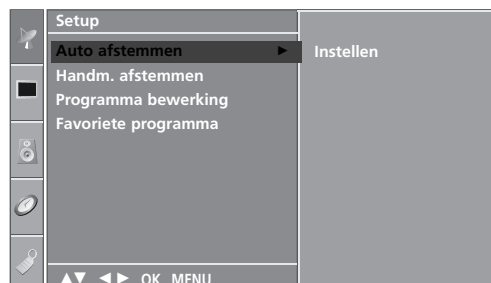 Setup
Auto afstemmen ► Instellen
Handm. afstemmen
Programma bewerking
Favoriete programma
▲▼ ◄► OK MENU